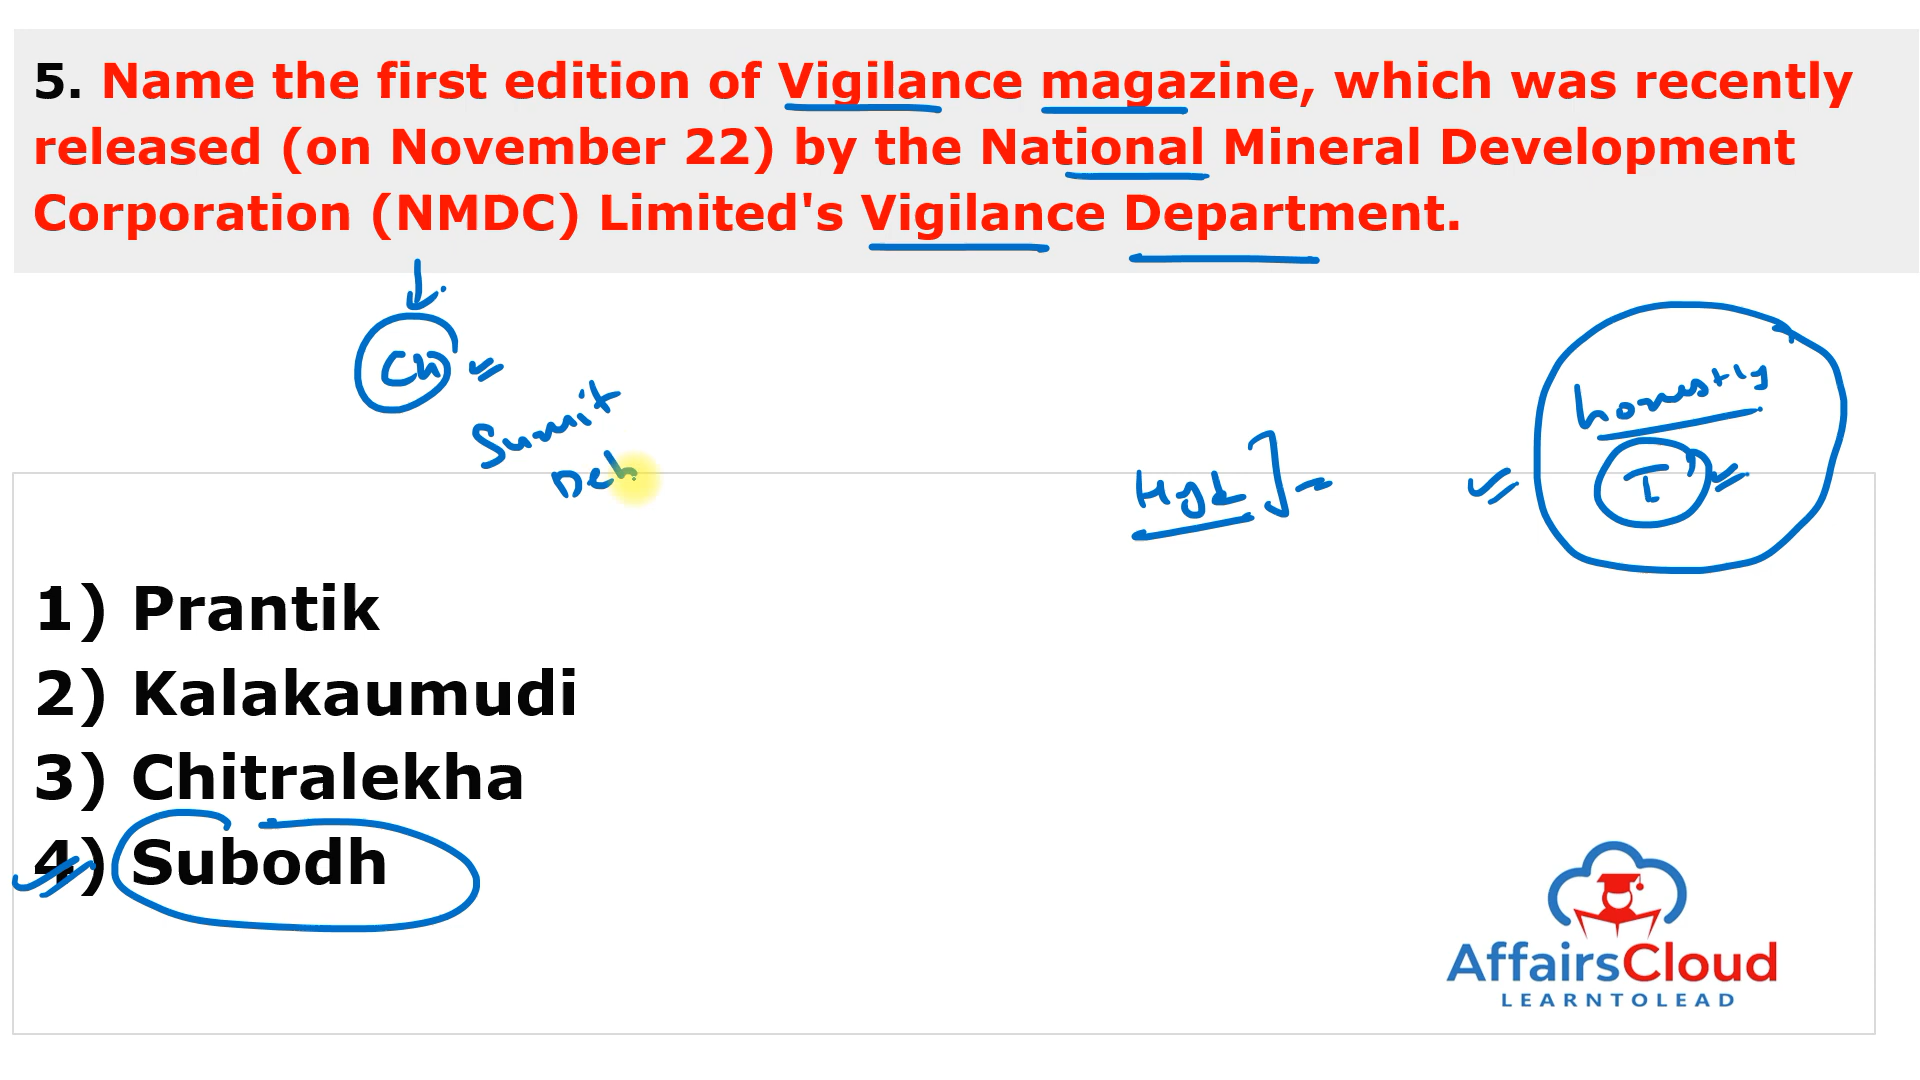 5. Name the first edition of Vigilance magazine, which was recently
released (on November 22) by the National Mineral Development
Corporation (NMDC) Limited's Vigilance Department.
CM
Sumit
Deb
Hyd
honestly
I
1) Prantik
2) Kalakaumudi
3) Chitralekha
4) Subodh
AffairsCloud
LEARNTOLEAD